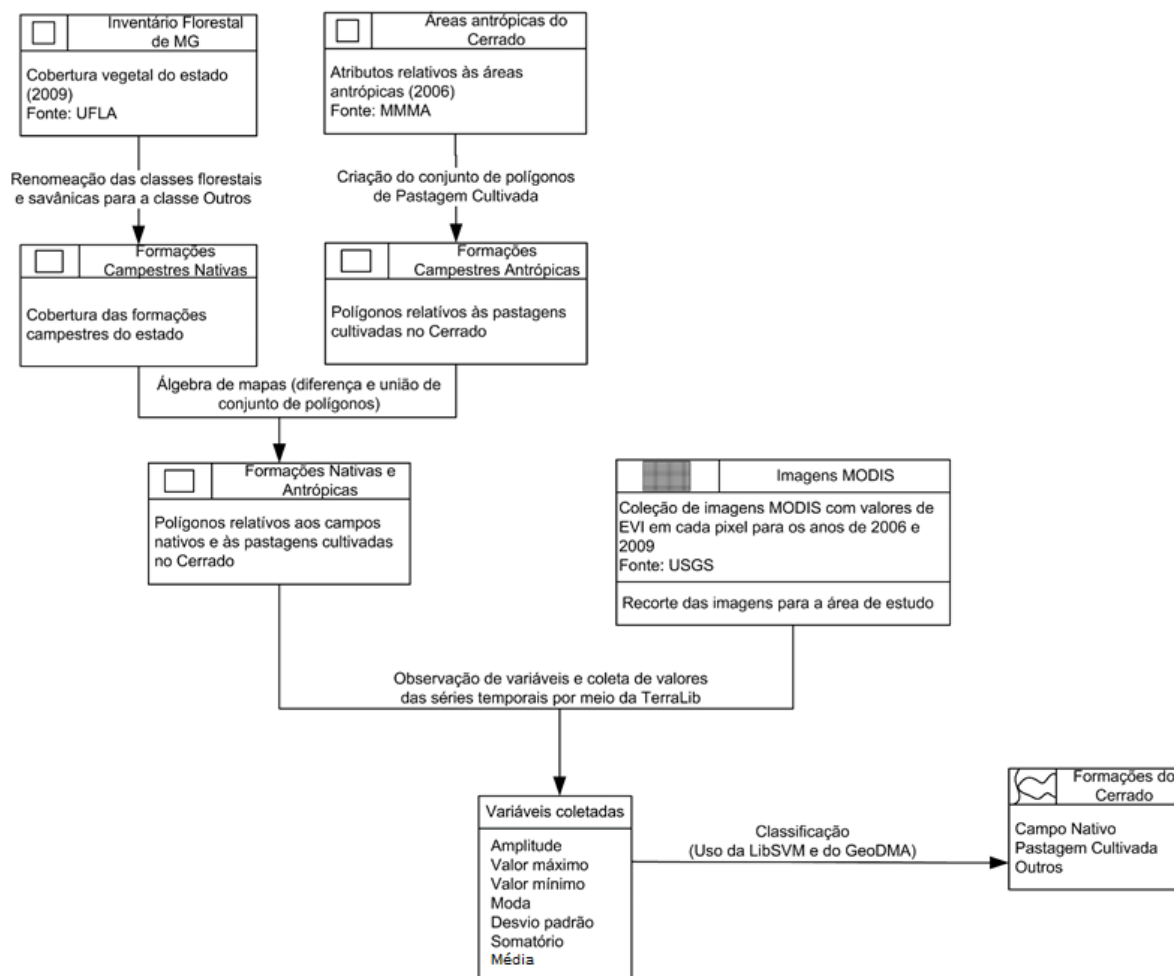 Inventário Florestal
de MG
Cobertura vegetal do estado
(2009)
Fonte: UFLA
Áreas antrópicas do
Cerrado
Atributos relativos às áreas
antrópicas (2006)
Fonte: MMMA
Renomeação das classes florestais
e savânicas para a classe Outros
Criação do conjunto de polígonos
de Pastagem Cultivada
Formações
Campestres Nativas
Cobertura das formações
campestres do estado
Formações
Campestres Antrópicas
Polígonos relatívos às pastagens
cultivadas no Cerrado
Álgebra de mapas (diferença e união de
conjunto de polígonos)
Formações Nativas e
Antrópicas
Polígonos relatívos aos campos
nativos e às pastagens cultivadas
no Cerrado
Imagens MODIS
Coleção de imagens MODIS com valores de
EVI em cada pixel para os anos de 2006 e
2009
Fonte: USGS
Recorte das imagens para a área de estudo
Observação de variáveis e coleta de valores
das séries temporais por meio da TerraLib
Variáveis coletadas
Amplitude
Valor máximo
Valor mínimo
Moda
Desvio padrão
Somatório
Média
Classificação
(Uso da LibSVM e do GeoDMA)
Formações do
Cerrado
Campo Nativo
Pastagem Cultivada
Outros